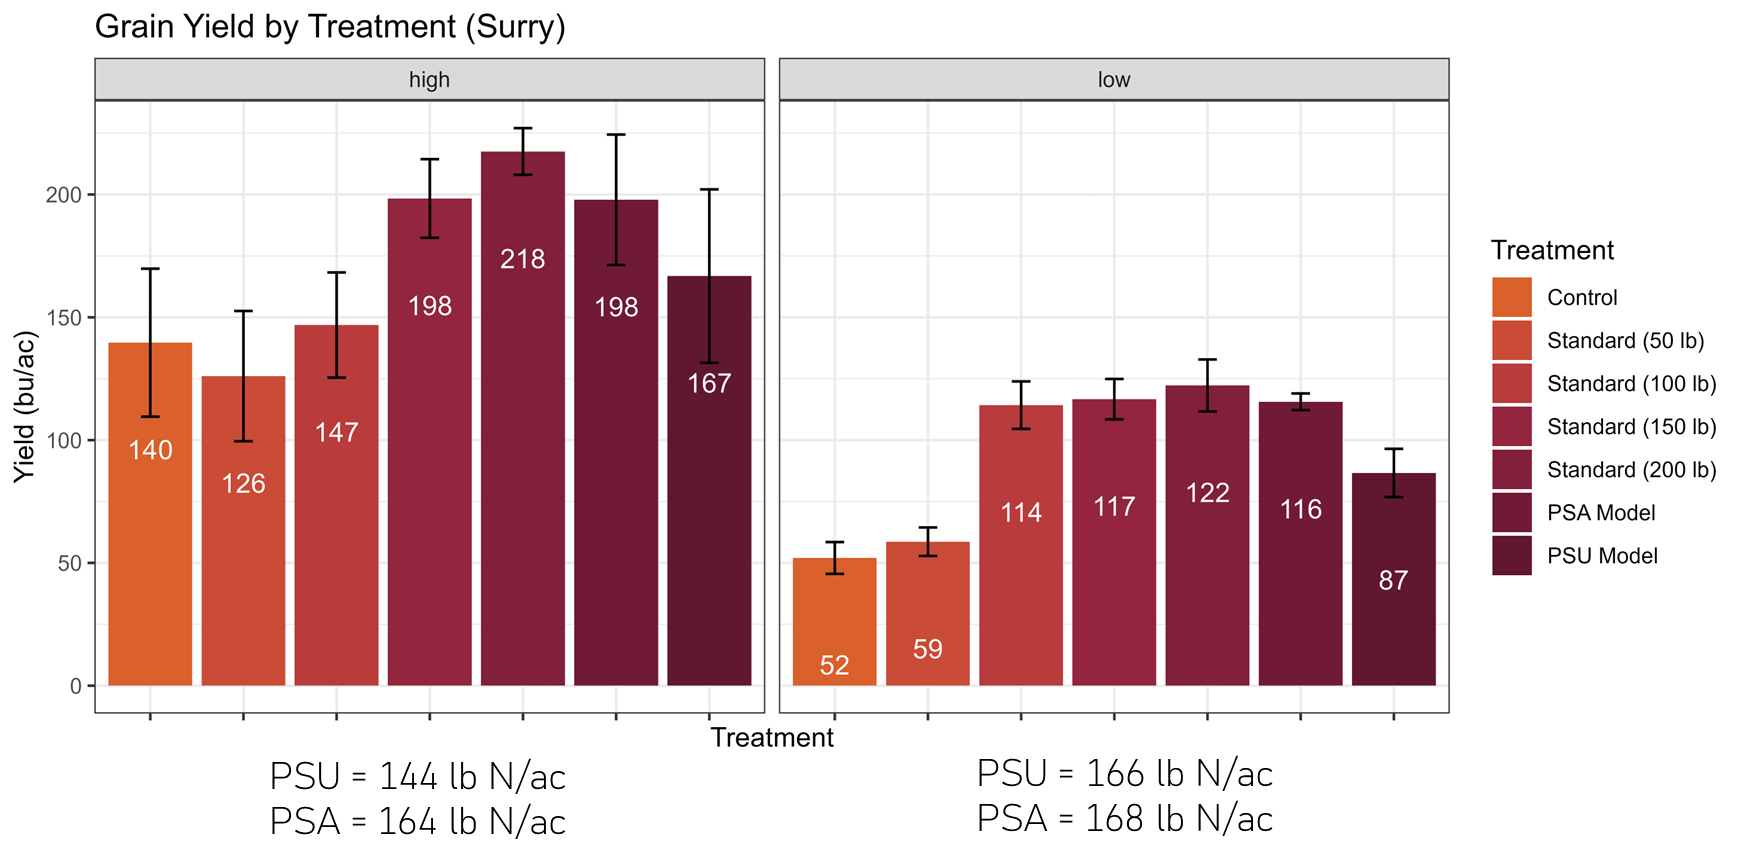 Grain Yield by Treatment (Surry)
high
low
Yield (bu/ac)
200
150
100
50
0
140
126
147
198
218
198
167
52
59
114
117
122
116
87
Treatment
Treatment
Control
Standard (50 lb)
Standard (100 lb)
Standard (150 lb)
Standard (200 lb)
PSA Model
PSU Model
PSU = 144 lb N/ac
PSA = 164 lb N/ac
PSU = 166 lb N/ac
PSA = 168 lb N/ac